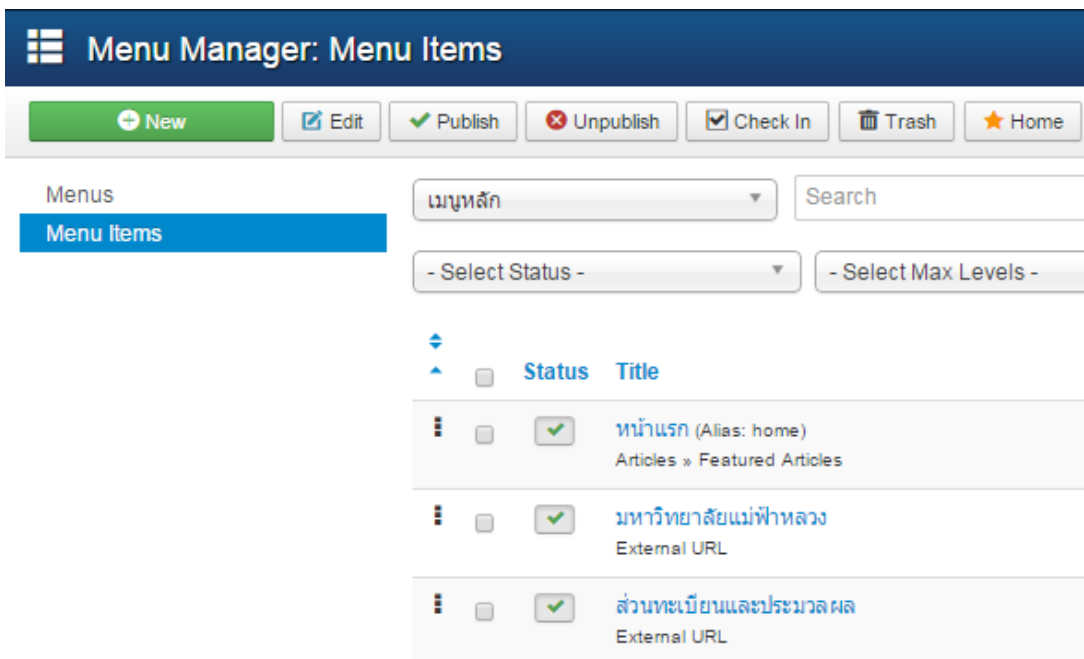 Menu Manager: Menu Items
New Edit Publish Unpublish Check In Trash Home
Menus
Menu Items
เมนูหลัก Search
- Select Status - - Select Max Levels -
Status Title
หน้าแรก (Alias: home)
Articles » Featured Articles
มหาวิทยาลัยแม่ฟ้าหลวง
External URL
ส่วนทะเบียนและประมวลผล
External URL